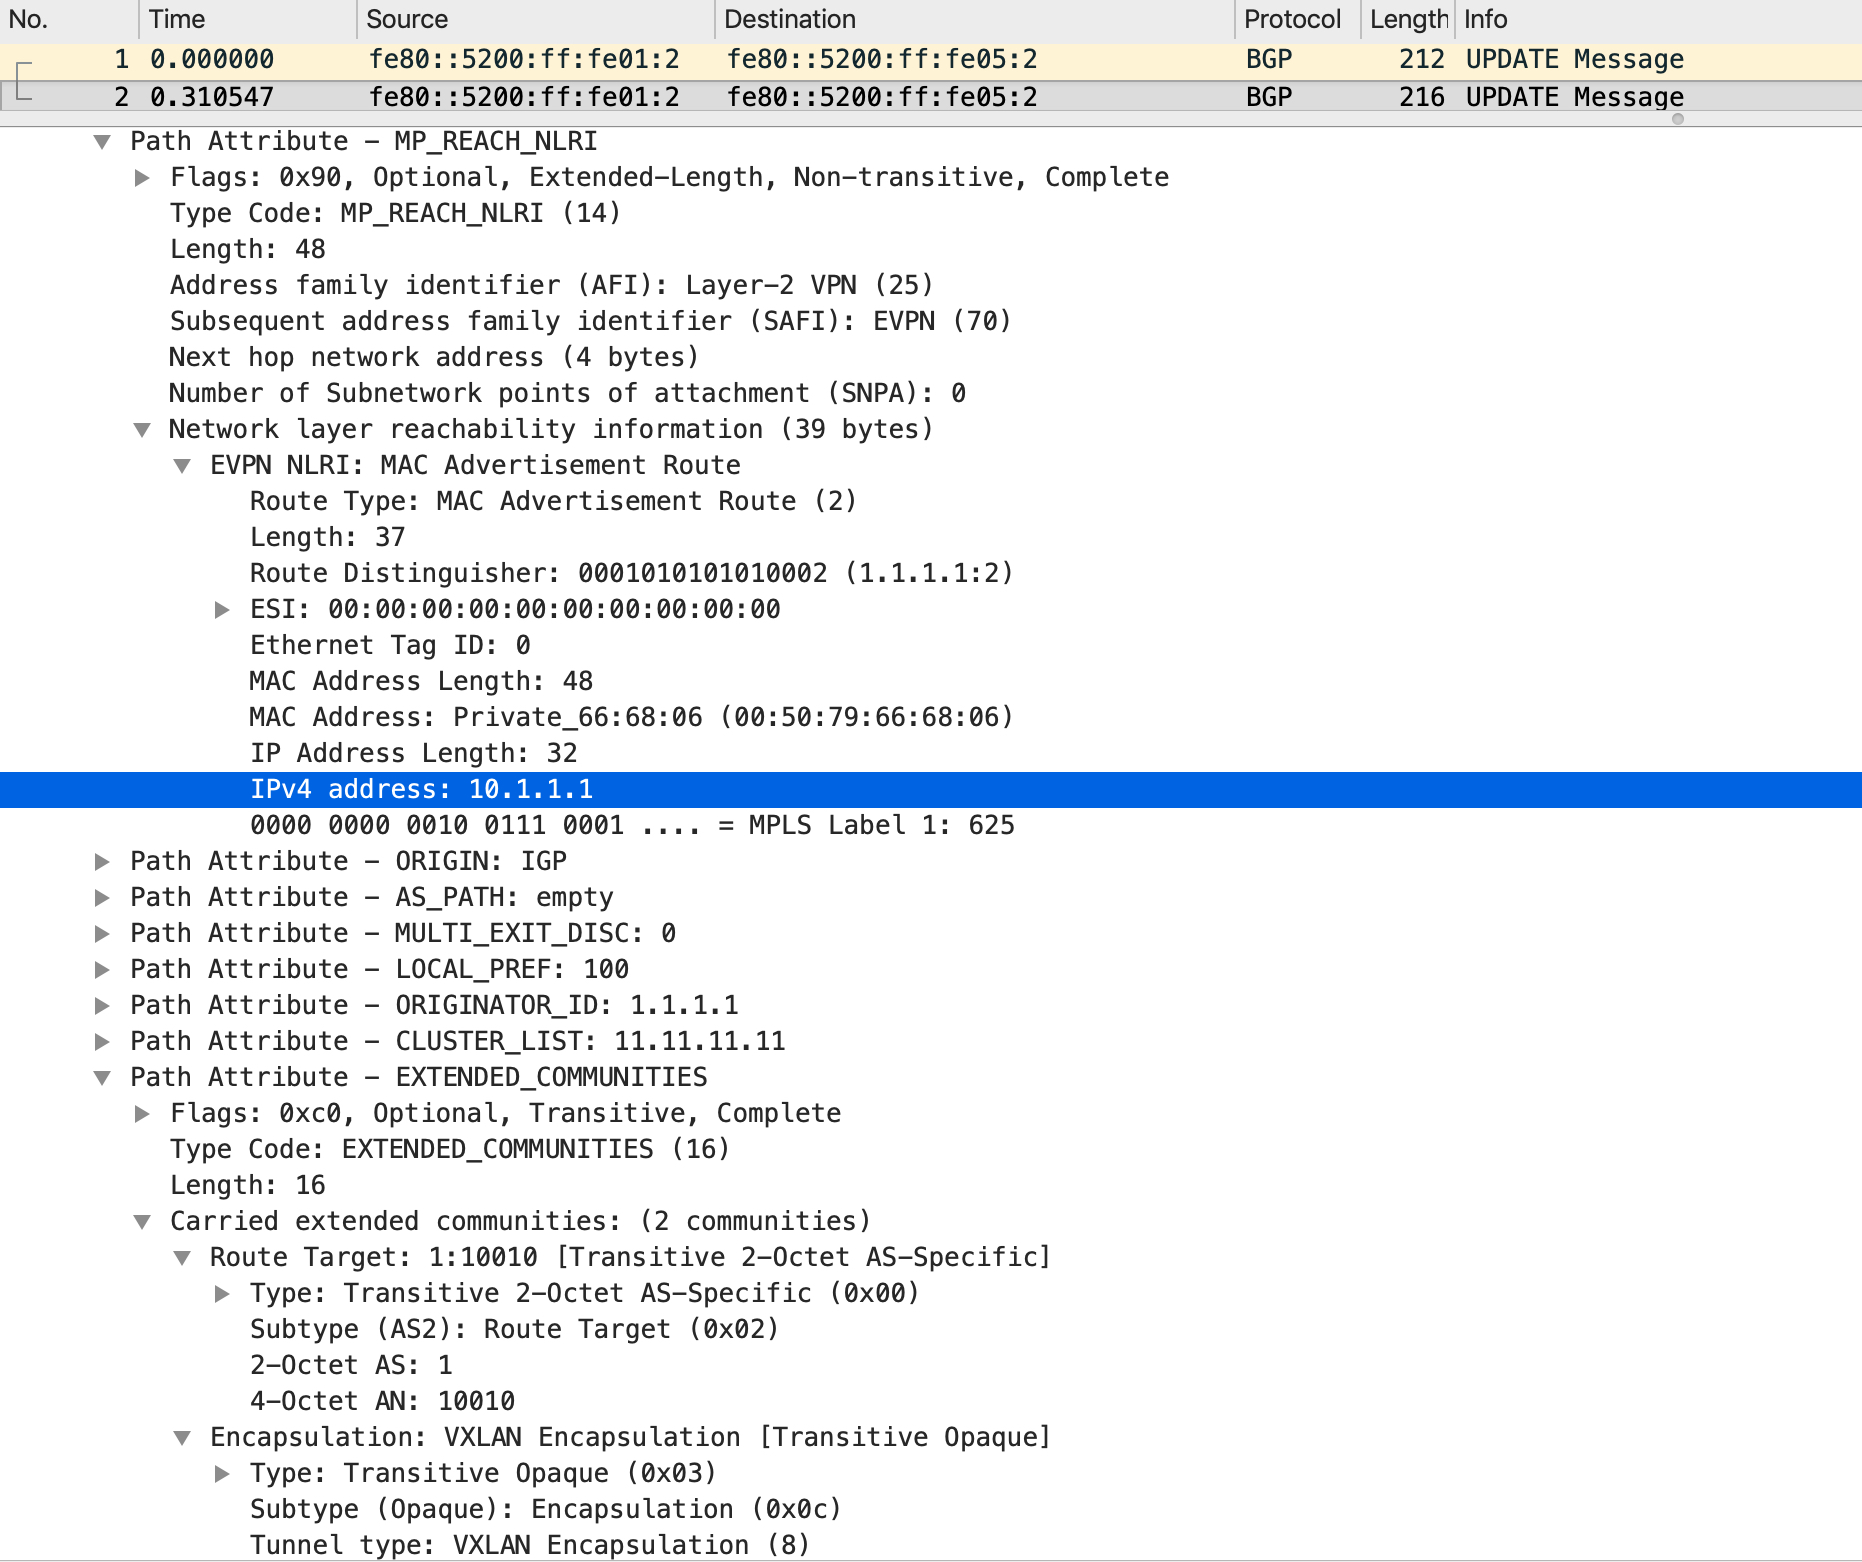 No. Time Source Destination Protocol Length Info
1 0.000000 fe80::5200:ff:fe01:2 fe80::5200:ff:fe05:2 BGP 212 UPDATE Message
2 0.310547 fe80::5200:ff:fe01:2 fe80::5200:ff:fe05:2 BGP 216 UPDATE Message
Path Attribute – MP_REACH_NLRI
Flags: 0x90, Optional, Extended–Length, Non–transitive, Complete
Type Code: MP_REACH_NLRI (14)
Length: 48
Address family identifier (AFI): Layer–2 VPN (25)
Subsequent address family identifier (SAFI): EVPN (70)
Next hop network address (4 bytes)
Number of Subnetwork points of attachment (SNPA): 0
Network layer reachability information (39 bytes)
EVPN NLRI: MAC Advertisement Route
Route Type: MAC Advertisement Route (2)
Length: 37
Route Distinguisher: 0001010101010002 (1.1.1.1:2)
ESI: 00:00:00:00:00:00:00:00:00:00
Ethernet Tag ID: 0
MAC Address Length: 48
MAC Address: Private_66:68:06 (00:50:79:66:68:06)
IP Address Length: 32
IPv4 address: 10.1.1.1
0000 0000 0010 0111 0001 .... = MPLS Label 1: 625
Path Attribute – ORIGIN: IGP
Path Attribute – AS_PATH: empty
Path Attribute – MULTI_EXIT_DISC: 0
Path Attribute – LOCAL_PREF: 100
Path Attribute – ORIGINATOR_ID: 1.1.1.1
Path Attribute – CLUSTER_LIST: 11.11.11.11
Path Attribute – EXTENDED_COMMUNITIES
Flags: 0xc0, Optional, Transitive, Complete
Type Code: EXTENDED_COMMUNITIES (16)
Length: 16
Carried extended communities: (2 communities)
Route Target: 1:10010 [Transitive 2–Octet AS–Specific]
Type: Transitive 2–Octet AS–Specific (0x00)
Subtype (AS2): Route Target (0x02)
2–Octet AS: 1
4–Octet AN: 10010
Encapsulation: VXLAN Encapsulation [Transitive Opaque]
Type: Transitive Opaque (0x03)
Subtype (Opaque): Encapsulation (0x0c)
Tunnel type: VXLAN Encapsulation (8)